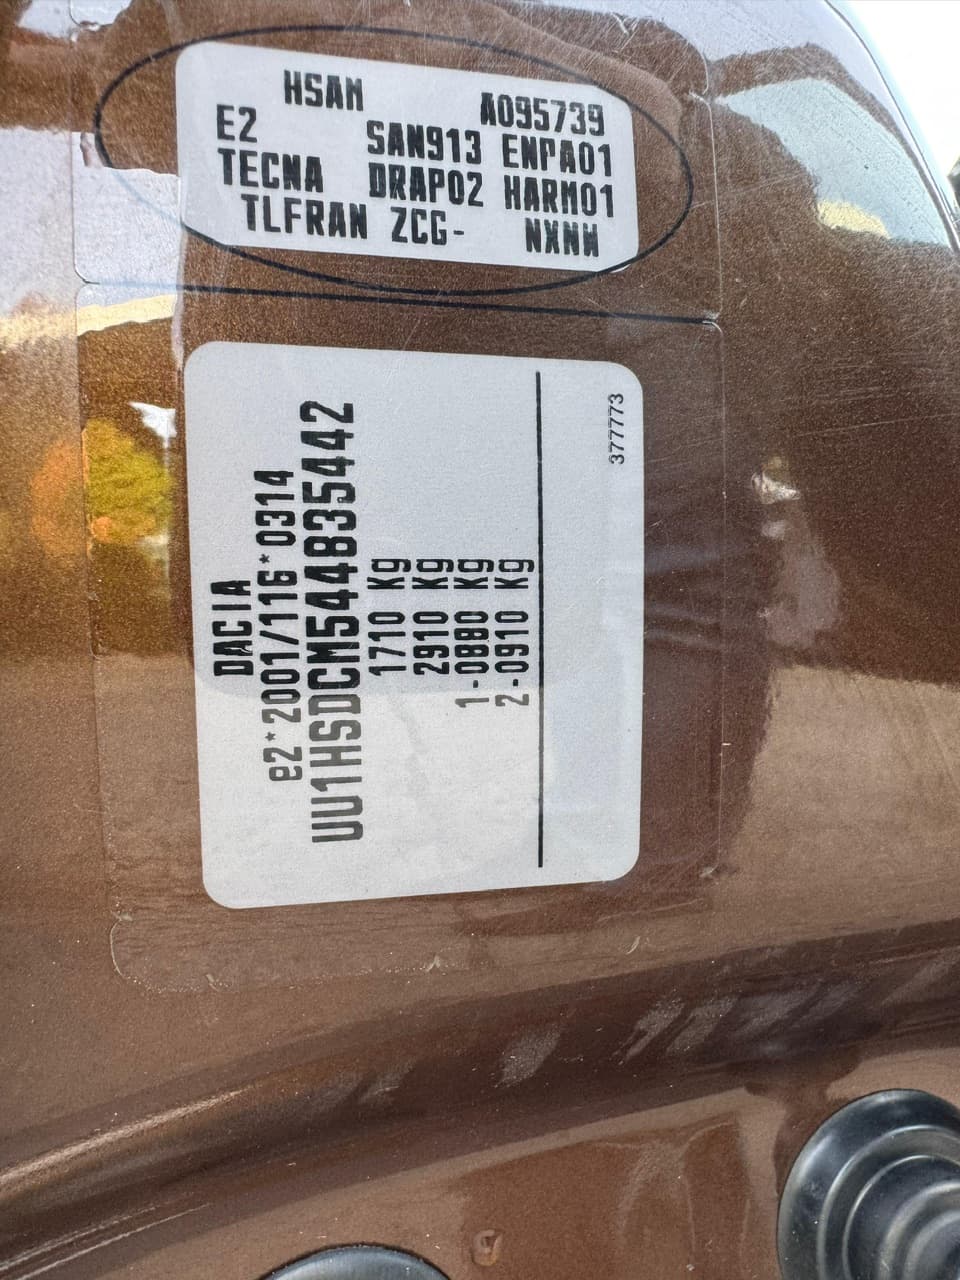 HSAM A095739
E2 SAN913 ENPA01
TECNA DRAP02 HARM01
TLFRAN ZCG- NXNN
DACIA
e2*2001/116*0314
UU1HSDCM544835442
1710 Kg
2910 Kg
1-0880 Kg
2-0910 Kg
377773